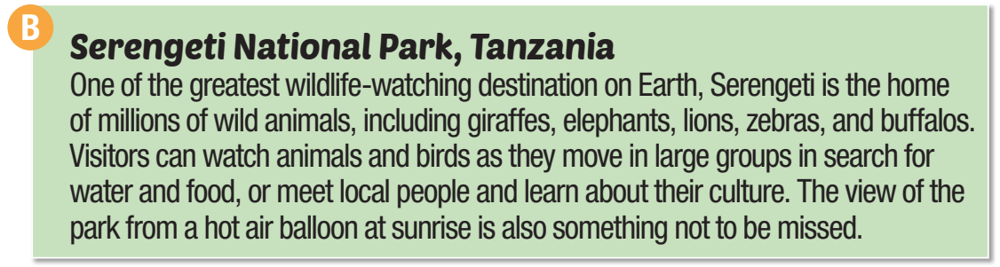 B
Serengeti National Park, Tanzania
One of the greatest wildlife-watching destination on Earth, Serengeti is the home
of millions of wild animals, including giraffes, elephants, lions, zebras, and buffalos.
Visitors can watch animals and birds as they move in large groups in search for
water and food, or meet local people and learn about their culture. The view of the
park from a hot air balloon at sunrise is also something not to be missed.